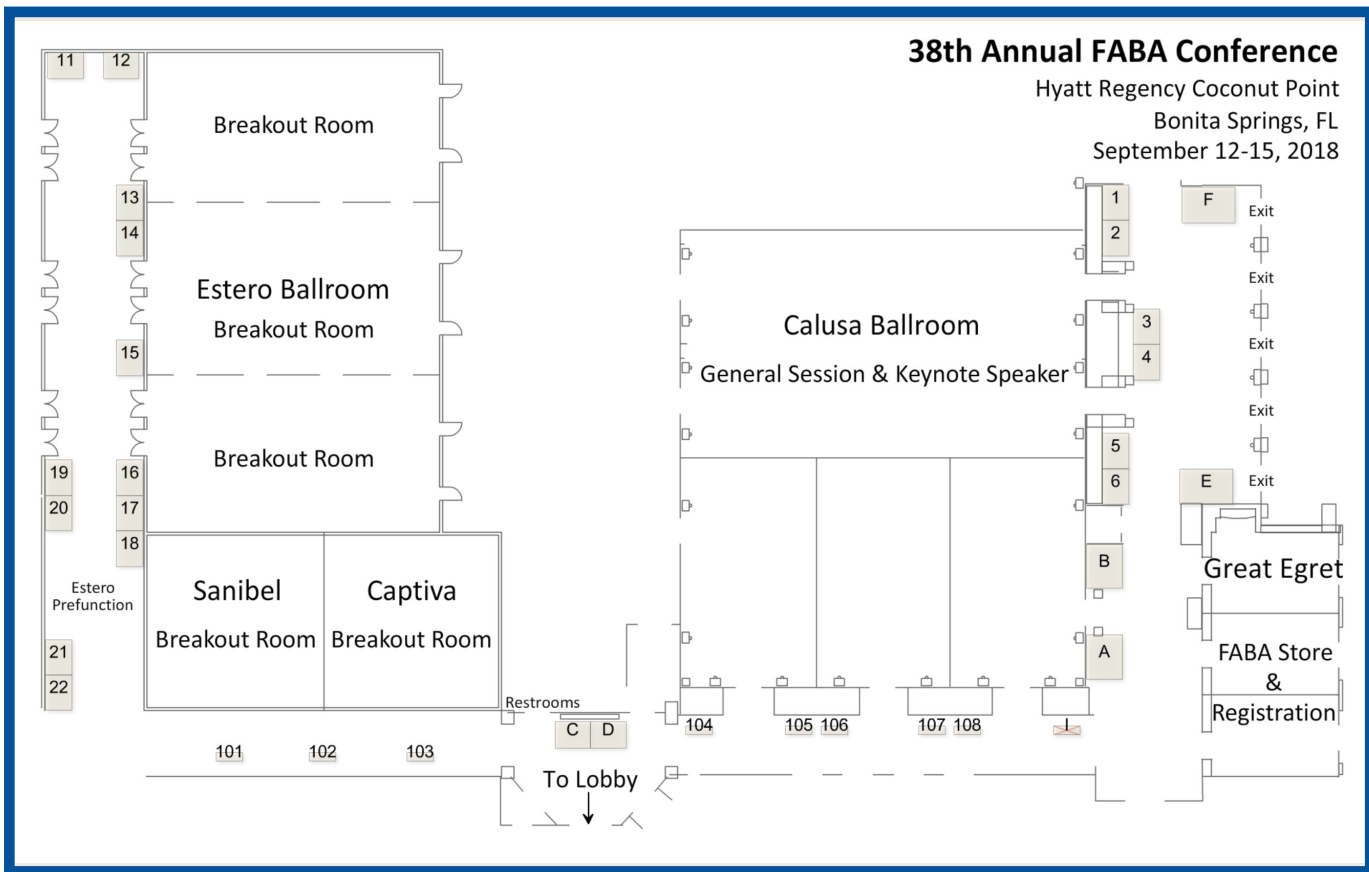 38th Annual FABA Conference
Hyatt Regency Coconut Point
Bonita Springs, FL
September 12-15, 2018
11
12
Breakout Room
13
14
Estero Ballroom
Breakout Room
15
Breakout Room
19
20
16
17
18
Estero
Prefunction
21
22
Sanibel
Breakout Room
Captiva
Breakout Room
Restrooms
C
D
101
102
103
To Lobby
Calusa Ballroom
General Session & Keynote Speaker
1
2
3
4
5
6
B
A
104
105
106
107
108
I
F
Exit
Exit
Exit
Exit
Exit
E
Great Egret
FABA Store
&
Registration